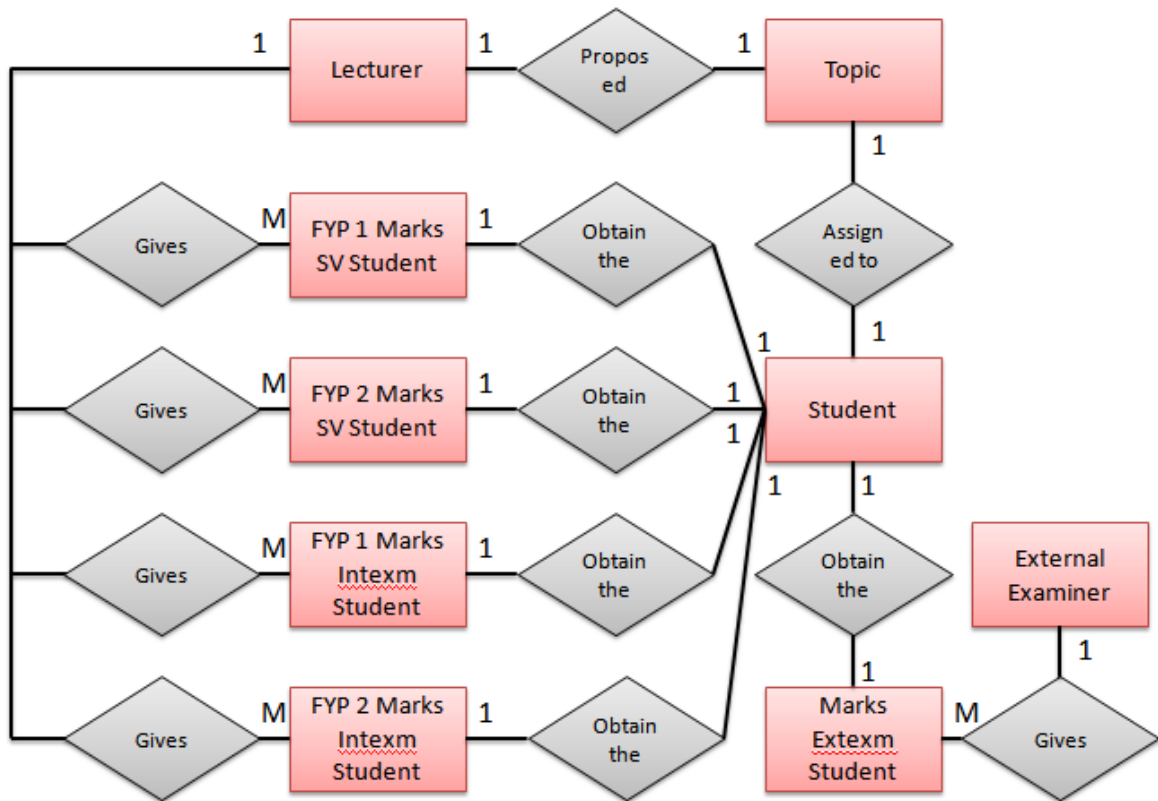 1
Lecturer
1
Propos
ed
1
Topic
1
Gives
M
FYP 1 Marks
SV Student
1
Obtain
the
1
Assign
ed to
1
Gives
M
FYP 2 Marks
SV Student
1
Obtain
the
1
1
1
Student
1
Gives
M
FYP 1 Marks
Intexm
Student
1
Obtain
the
Obtain
the
External
Examiner
1
1
Gives
M
FYP 2 Marks
Intexm
Student
1
Obtain
the
Marks
Extexm
Student
M
Gives